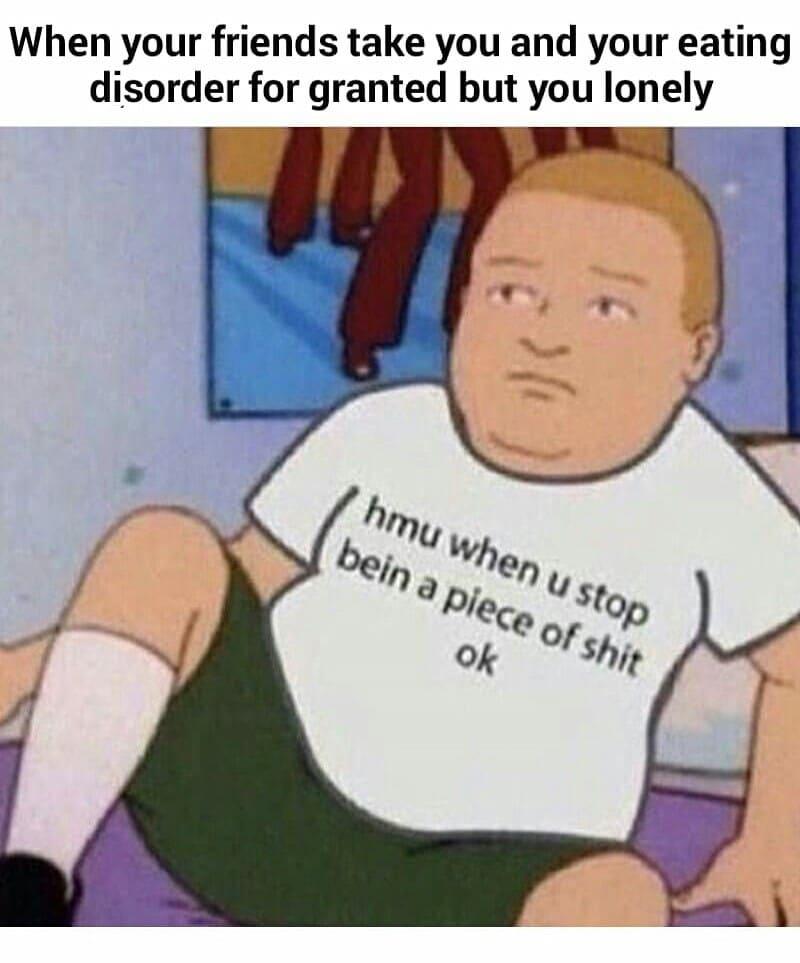 When your friends take you and your eating
disorder for granted but you lonely
hmu when u stop
bein a piece of shit
ok